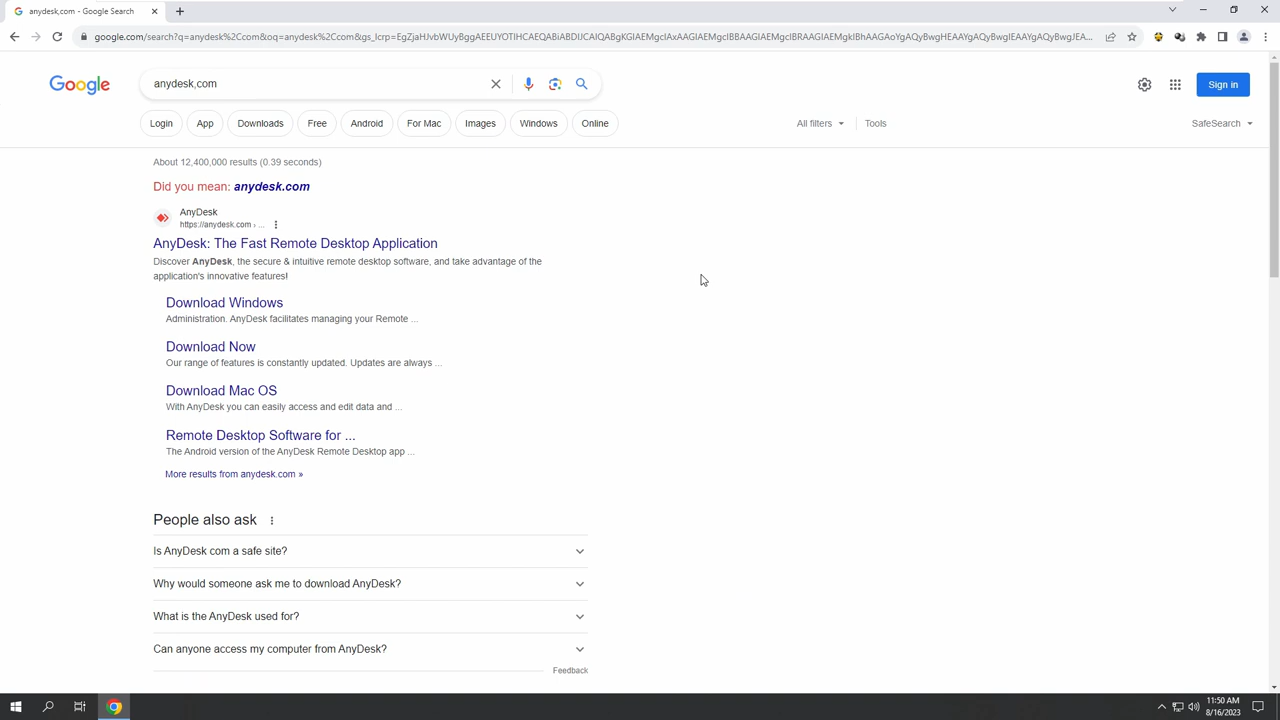 anydesk,com - Google Search
google.com/search?q=anydesk%2Ccom&oq=anydesk%2Ccom&gs_lcrp=
Google
anydesk,com
Sign in
Login
App
Downloads
Free
Android
For Mac
Images
Windows
Online
All filters
Tools
SafeSearch
About 12,400,000 results (0.39 seconds)
Did you mean: anydesk.com
AnyDesk
https://anydesk.com › ...
AnyDesk: The Fast Remote Desktop Application
Discover AnyDesk, the secure & intuitive remote desktop software, and take advantage of the
application's innovative features!
Download Windows
Administration. AnyDesk facilitates managing your Remote ...
Download Now
Our range of features is constantly updated. Updates are always ...
Download Mac OS
With AnyDesk you can easily access and edit data and ...
Remote Desktop Software for ...
The Android version of the AnyDesk Remote Desktop app ...
More results from anydesk.com »
People also ask
Is AnyDesk com a safe site?
Why would someone ask me to download AnyDesk?
What is the AnyDesk used for?
Can anyone access my computer from AnyDesk?
Feedback
11:50 AM
8/16/2023